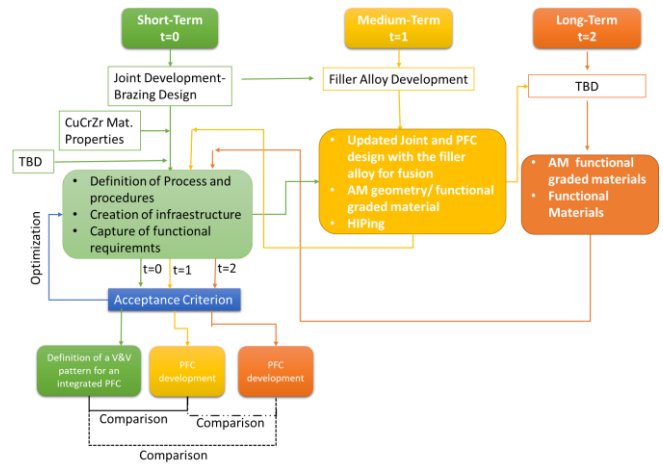 Short-Term
t=0
Medium-Term
t=1
Long-Term
t=2
Joint Development-
Brazing Design
Filler Alloy Development
TBD
CuCrZr Mat.
Properties
TBD
• Definition of Process and
procedures
• Creation of infraestructure
• Capture of functional
requiremnts
• Updated Joint and PFC
design with the filler
alloy for fusion
• AM geometry/ functional
graded material
• HIPing
• AM functional
graded materials
• Functional
Materials
Optimization
t=0
t=1
t=2
Acceptance Criterion
Definition of a V&V
pattern for an
integrated PFC
PFC
development
PFC
development
Comparison
Comparison
Comparison